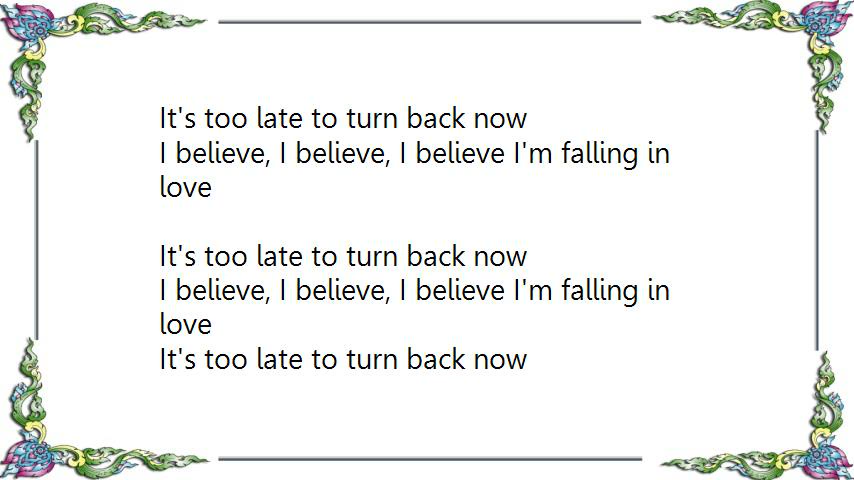 It's too late to turn back now
I believe, I believe, I believe I'm falling in
love
It's too late to turn back now
I believe, I believe, I believe I'm falling in
love
It's too late to turn back now